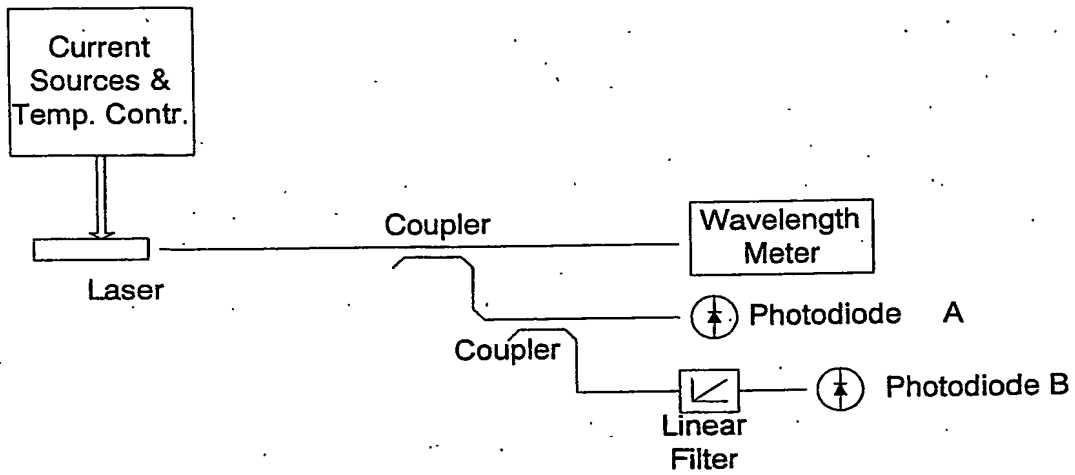 Current
Sources &
Temp. Contr.
Coupler
Wavelength
Meter
Laser
Photodiode A
Coupler
Photodiode B
Linear
Filter